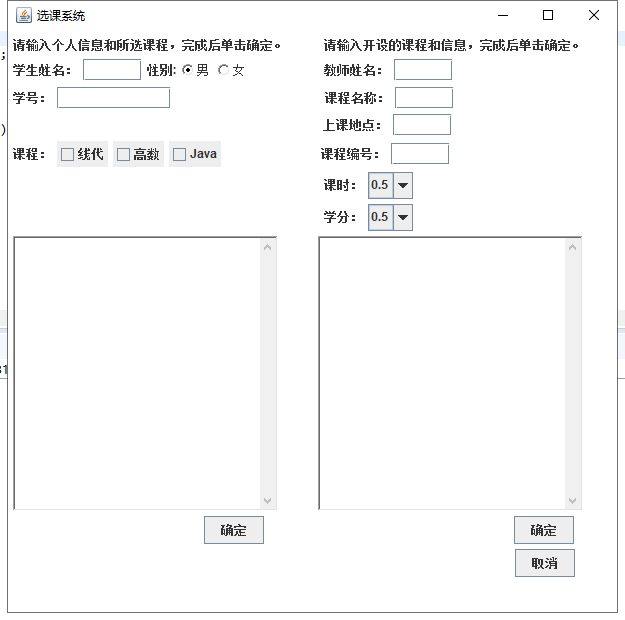 选课系统
请输入个人信息和所选课程，完成后单击确定。
学生姓名： 性别: 男 女
学号：
课程： 线代 高数 Java
确定
请输入开设的课程和信息，完成后单击确定。
教师姓名：
课程名称：
上课地点：
课程编号：
课时： 0.5
学分： 0.5
确定
取消
;
)